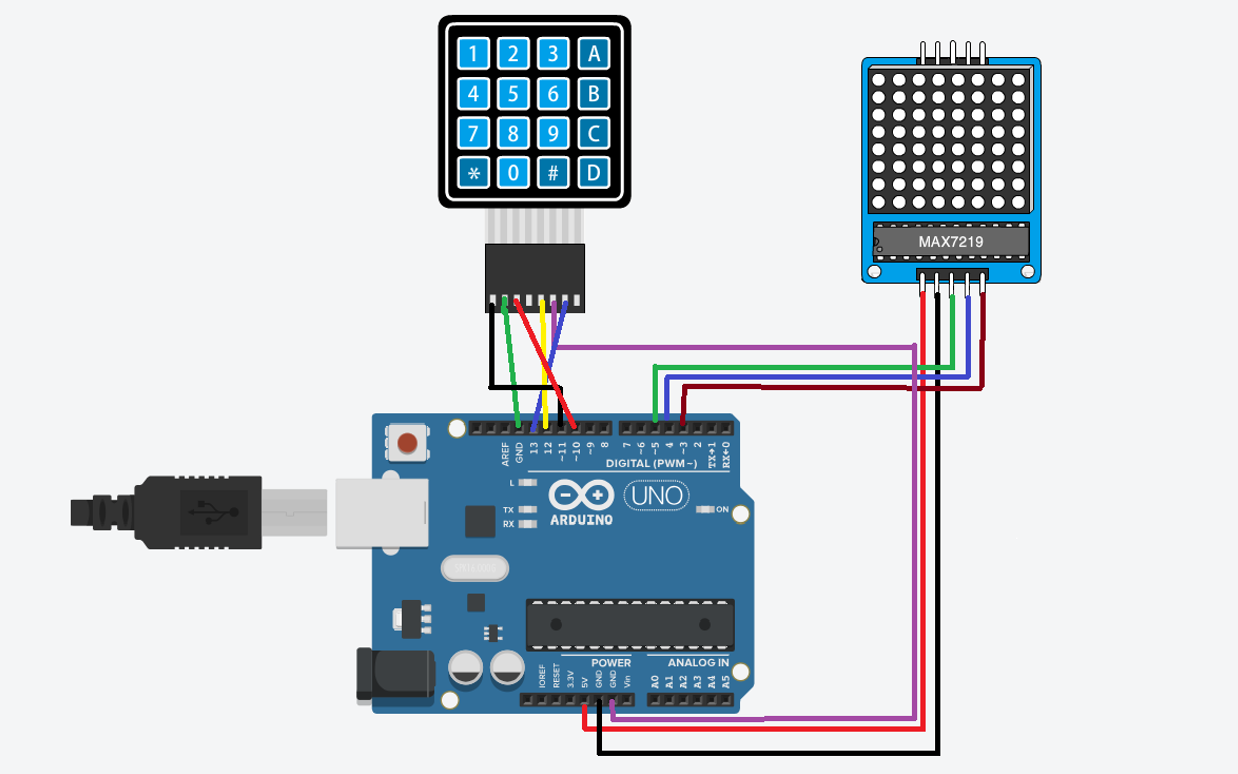 1 2 3 A
4 5 6 B
7 8 9 C
* 0 # D
MAX7219
AREF
GND
13
12
~11
~10
~9
8
7
~6
~5
4
~3
2
TX→1
RX←0
DIGITAL (PWM~)
L
TX
RX
UNO
ARDUINO
ON
POWER
ANALOG IN
IOREF
RESET
3.3V
5V
GND
GND
Vin
A0
A1
A2
A3
A4
A5